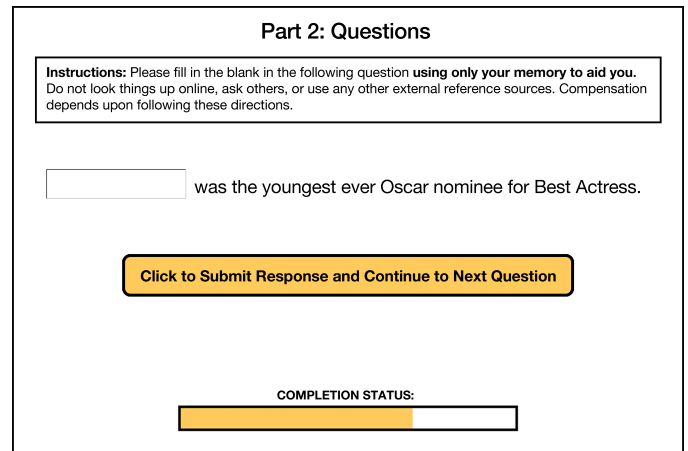 Part 2: Questions
Instructions: Please fill in the blank in the following question using only your memory to aid you.
Do not look things up online, ask others, or use any other external reference sources. Compensation
depends upon following these directions.
was the youngest ever Oscar nominee for Best Actress.
Click to Submit Response and Continue to Next Question
COMPLETION STATUS: